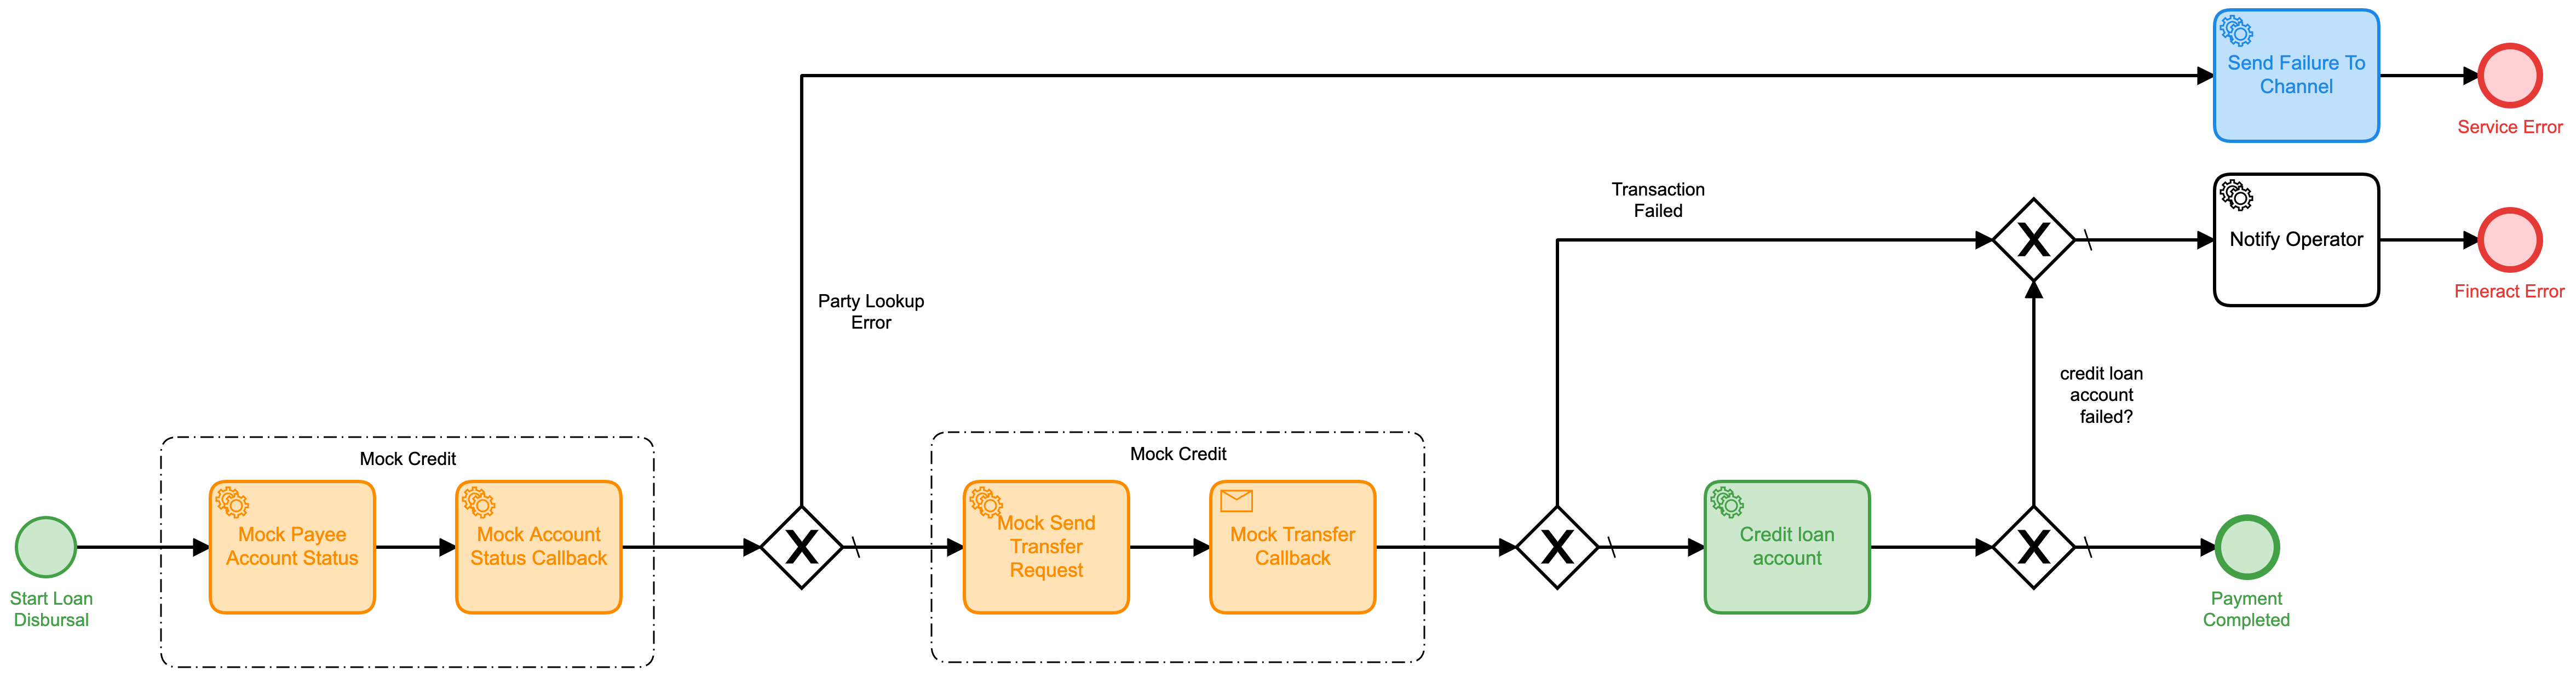 Send Failure To
Channel
Service Error
Transaction
Failed
Notify Operator
Fineract Error
Party Lookup
Error
credit loan
account
failed?
Mock Credit
Mock Credit
Mock Payee
Account Status
Mock Account
Status Callback
Mock Send
Transfer
Request
Mock Transfer
Callback
Credit loan
account
Start Loan
Disbursal
Payment
Completed